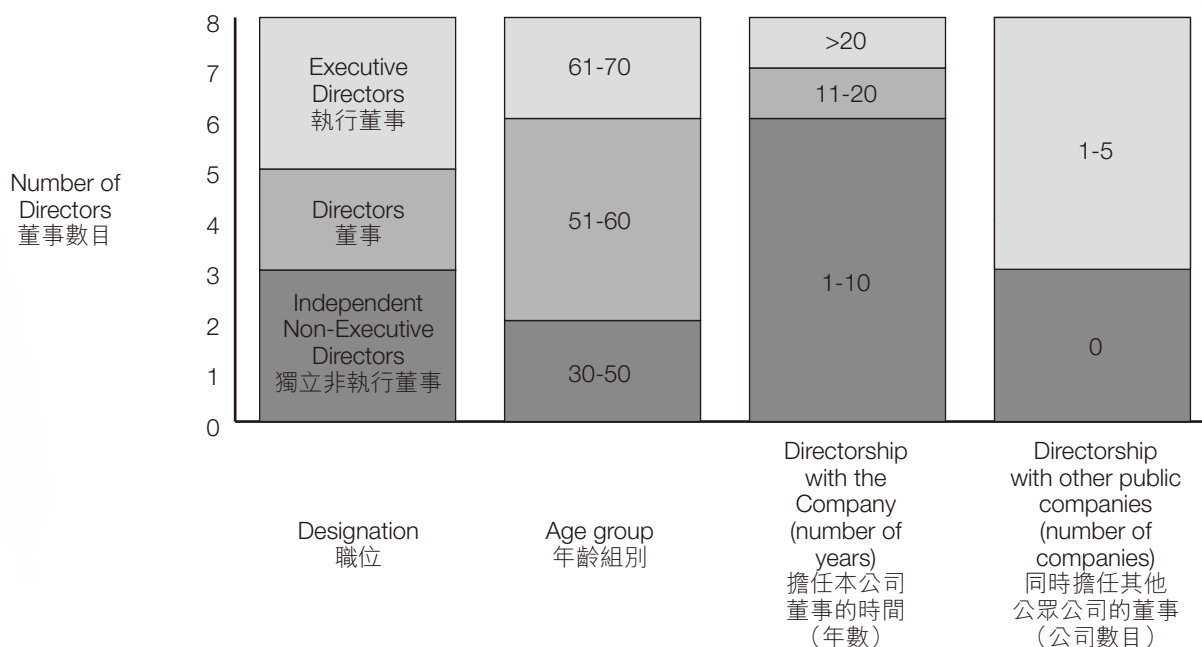 Number of
Directors
董事數目
8
7
6
5
4
3
2
1
0
Executive
Directors
執行董事
Directors
董事
Independent
Non-Executive
Directors
獨立非執行董事
61-70
51-60
30-50
>20
11-20
1-10
1-5
0
Designation
職位
Age group
年齡組別
Directorship
with the
Company
(number of
years)
擔任本公司
董事的時間
（年數）
Directorship
with other public
companies
(number of
companies)
同時擔任其他
公眾公司的董事
（公司數目）